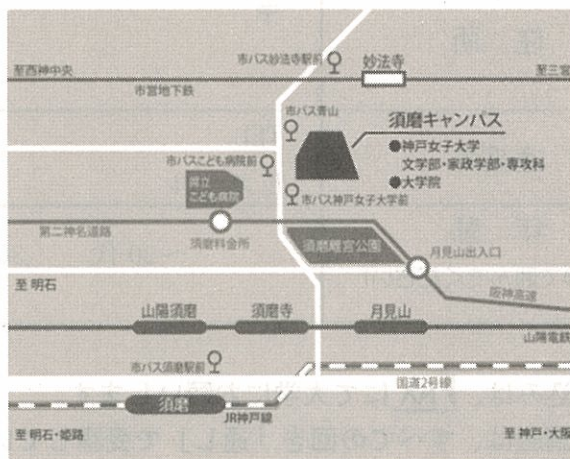 市バス妙法寺駅前
妙法寺
至西神中央
至三宮
市営地下鉄
市バス青山
須磨キャンパス
●神戸女子大学
文学部・家政学部・専攻科
●大学院
市バスこども病院前
県立
こども病院
市バス神戸女子大学前
第二神名道路
須磨料金所
須磨離宮公園
月見山出入口
至 明石
阪神高速
山陽須磨
須磨寺
月見山
山陽電鉄
市バス須磨駅前
国道2号線
須磨
JR神戸線
至 明石・姫路
至 神戸・大阪